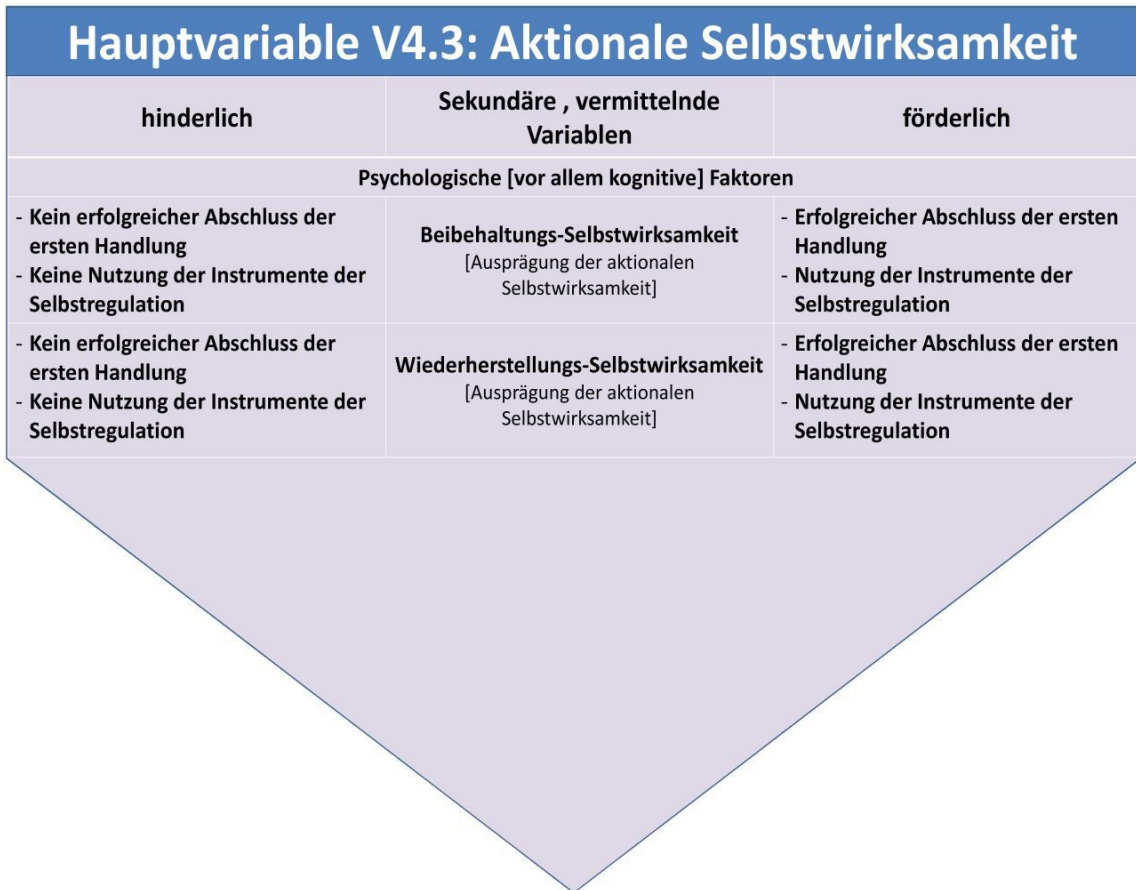 Hauptvariable V4.3: Aktionale Selbstwirksamkeit
hinderlich
Sekundäre , vermittelnde
Variablen
förderlich
Psychologische [vor allem kognitive] Faktoren
- Kein erfolgreicher Abschluss der
ersten Handlung
- Keine Nutzung der Instrumente der
Selbstregulation
Beibehaltungs-Selbstwirksamkeit
[Ausprägung der aktionalen
Selbstwirksamkeit]
- Erfolgreicher Abschluss der ersten
Handlung
- Nutzung der Instrumente der
Selbstregulation
- Kein erfolgreicher Abschluss der
ersten Handlung
- Keine Nutzung der Instrumente der
Selbstregulation
Wiederherstellungs-Selbstwirksamkeit
[Ausprägung der aktionalen
Selbstwirksamkeit]
- Erfolgreicher Abschluss der ersten
Handlung
- Nutzung der Instrumente der
Selbstregulation